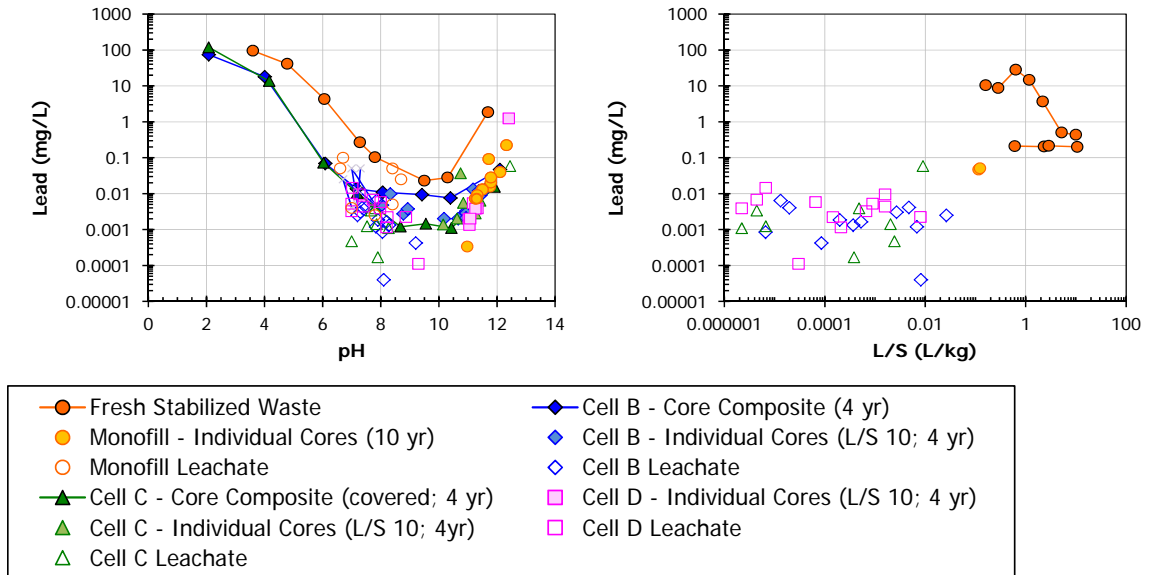 1000
100
10
1
0.1
0.01
0.001
0.0001
0.00001
Lead (mg/L)
0 2 4 6 8 10 12 14
pH
1000
100
10
1
0.1
0.01
0.001
0.0001
0.00001
Lead (mg/L)
0.000001 0.0001 0.01 1 100
L/S (L/kg)
Fresh Stabilized Waste
Monofill - Individual Cores (10 yr)
Monofill Leachate
Cell C - Core Composite (covered; 4 yr)
Cell C - Individual Cores (L/S 10; 4yr)
Cell C Leachate
Cell B - Core Composite (4 yr)
Cell B - Individual Cores (L/S 10; 4 yr)
Cell B Leachate
Cell D - Individual Cores (L/S 10; 4 yr)
Cell D Leachate